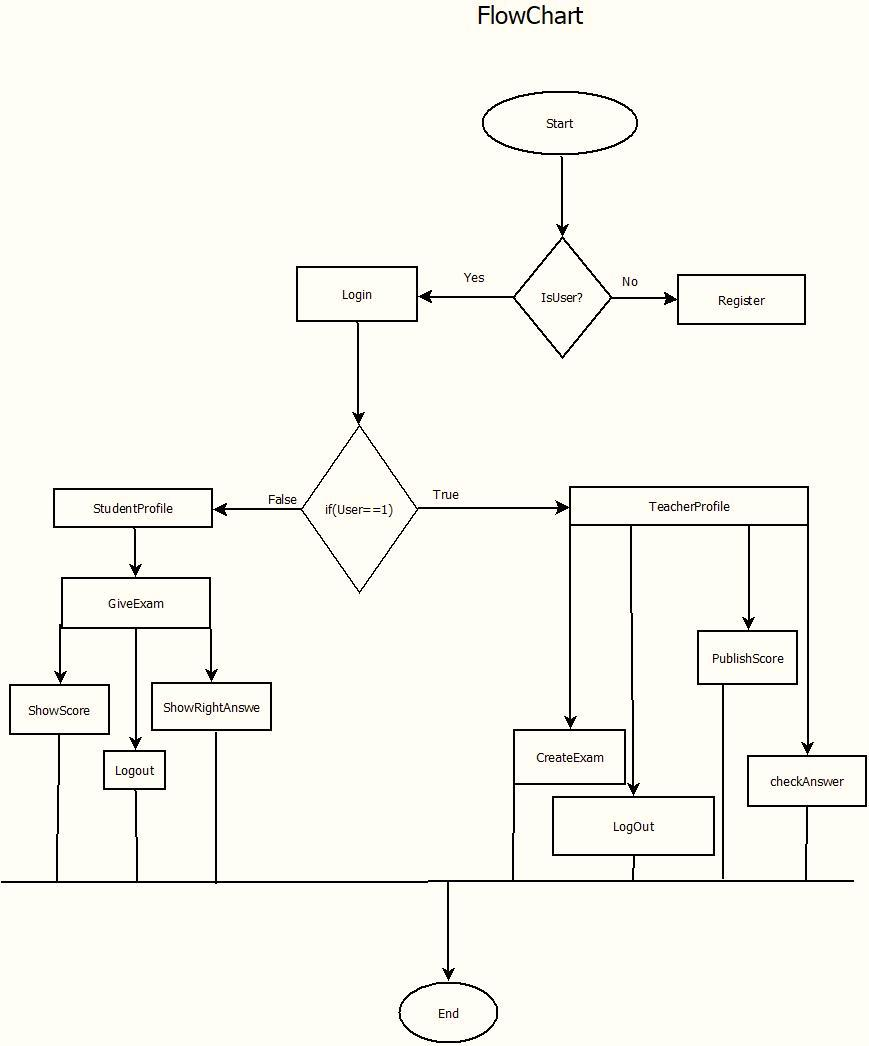 FlowChart
Start
Yes
No
Login
IsUser?
Register
False
True
StudentProfile
if(User==1)
TeacherProfile
GiveExam
PublishScore
ShowScore
ShowRightAnswe
Logout
CreateExam
checkAnswer
LogOut
End